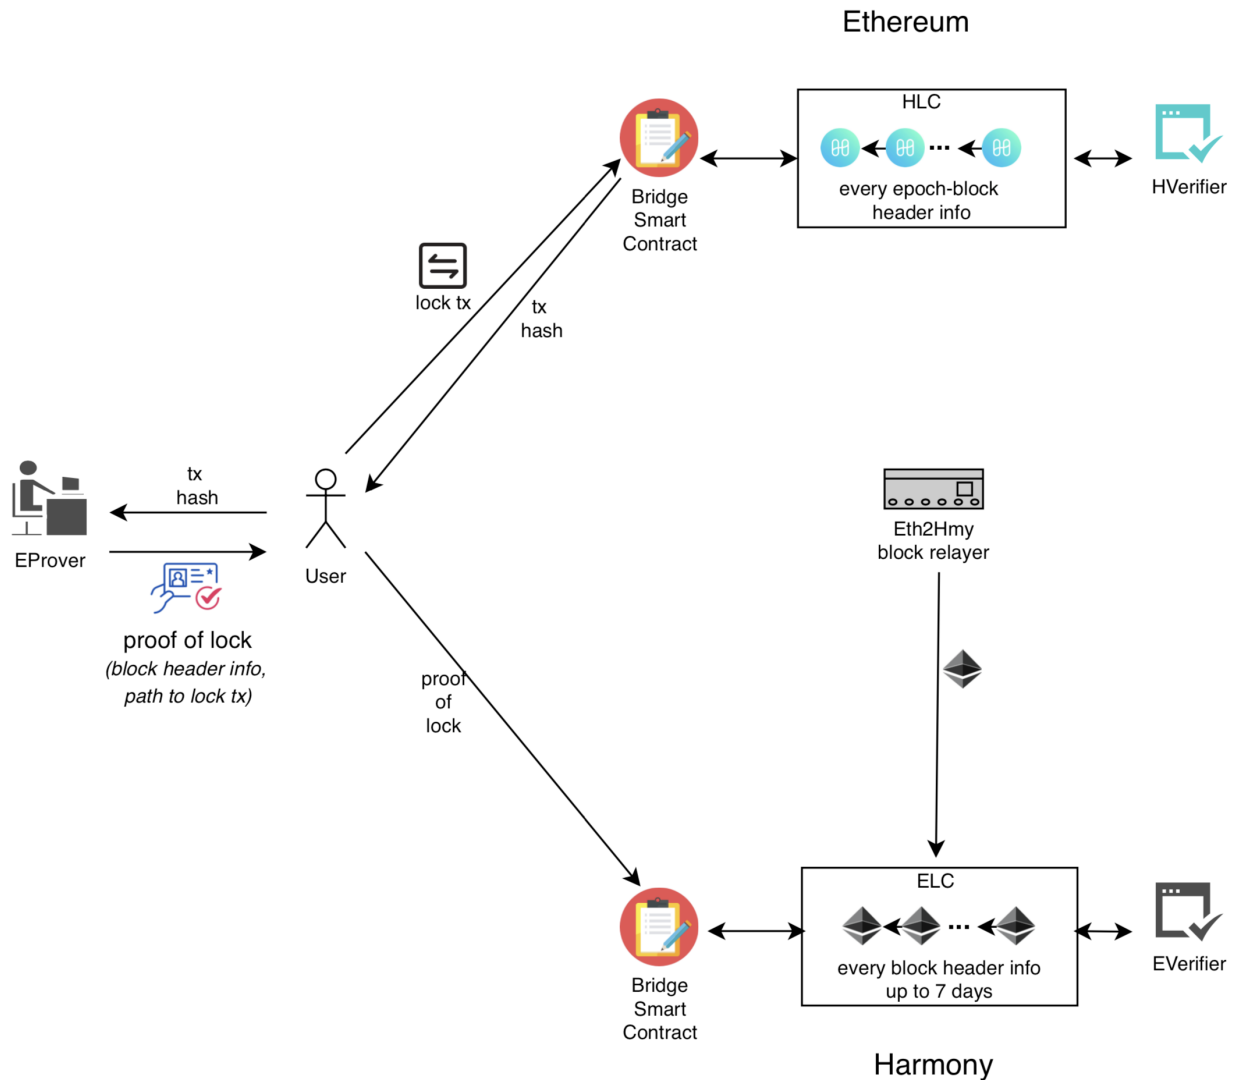 Ethereum
HLC
every epoch-block
header info
HVerifier
Bridge
Smart
Contract
lock tx
tx
hash
tx
hash
EProver
User
proof of lock
(block header info,
path to lock tx)
Eth2Hmy
block relayer
proof
of
lock
ELC
every block header info
up to 7 days
EVerifier
Bridge
Smart
Contract
Harmony